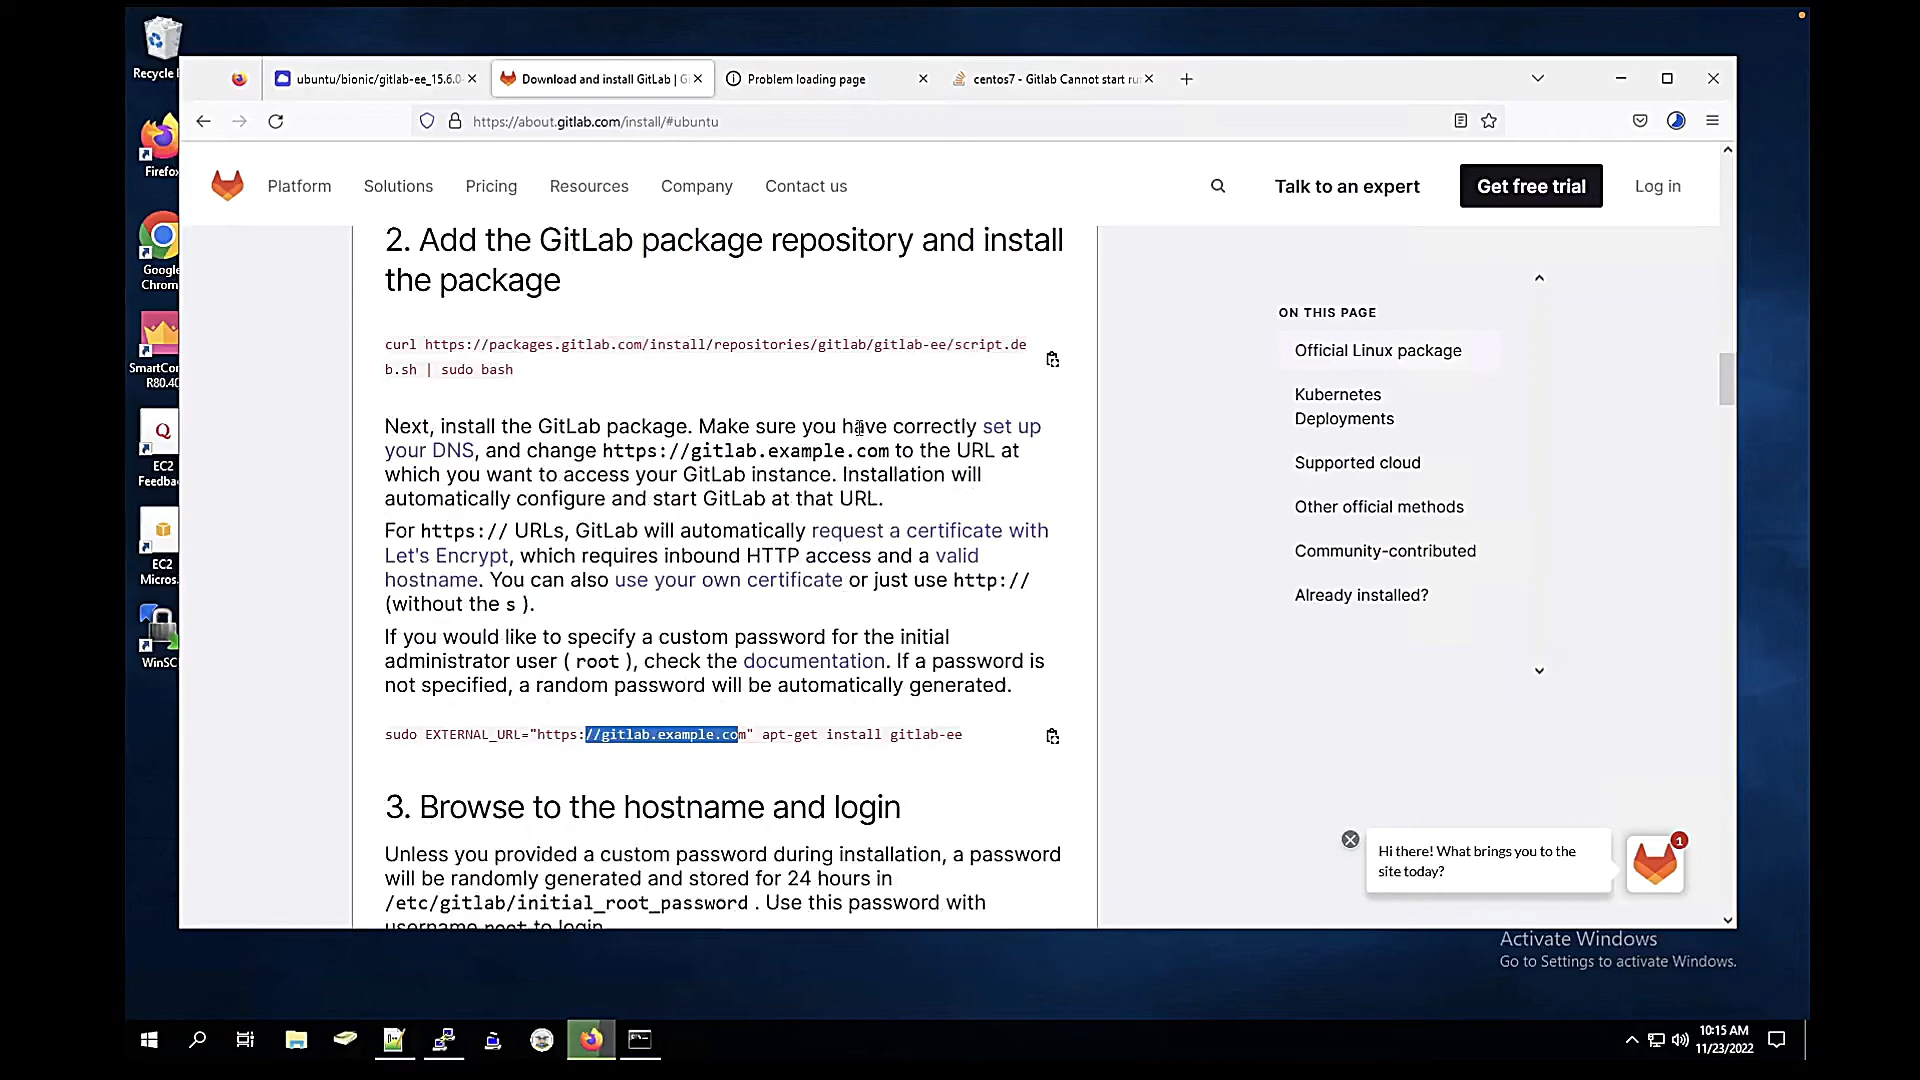 Recycle
Firefox
Google
Chrom
SmartCon
R80.40
EC2
Feedba
EC2
Micros.
WinSC
ubuntu/bionic/gitlab-ee_15.6.0
Download and install GitLab | G
Problem loading page
centos7 - Gitlab Cannot start ru
https://about.gitlab.com/install/#ubuntu
Platform
Solutions
Pricing
Resources
Company
Contact us
Talk to an expert
Get free trial
Log in
2. Add the GitLab package repository and install
the package
curl https://packages.gitlab.com/install/repositories/gitlab/gitlab-ee/script.de
b.sh | sudo bash
Next, install the GitLab package. Make sure you have correctly set up
your DNS, and change https://gitlab.example.com to the URL at
which you want to access your GitLab instance. Installation will
automatically configure and start GitLab at that URL.
For https:// URLs, GitLab will automatically request a certificate with
Let's Encrypt, which requires inbound HTTP access and a valid
hostname. You can also use your own certificate or just use http://
(without the s ).
If you would like to specify a custom password for the initial
administrator user ( root ), check the documentation. If a password is
not specified, a random password will be automatically generated.
sudo EXTERNAL_URL="https://gitlab.example.com" apt-get install gitlab-ee
3. Browse to the hostname and login
Unless you provided a custom password during installation, a password
will be randomly generated and stored for 24 hours in
/etc/gitlab/initial_root_password . Use this password with
username root to login.
ON THIS PAGE
Official Linux package
Kubernetes
Deployments
Supported cloud
Other official methods
Community-contributed
Already installed?
Hi there! What brings you to the
site today?
1
Activate Windows
Go to Settings to activate Windows.
10:15 AM
11/23/2022